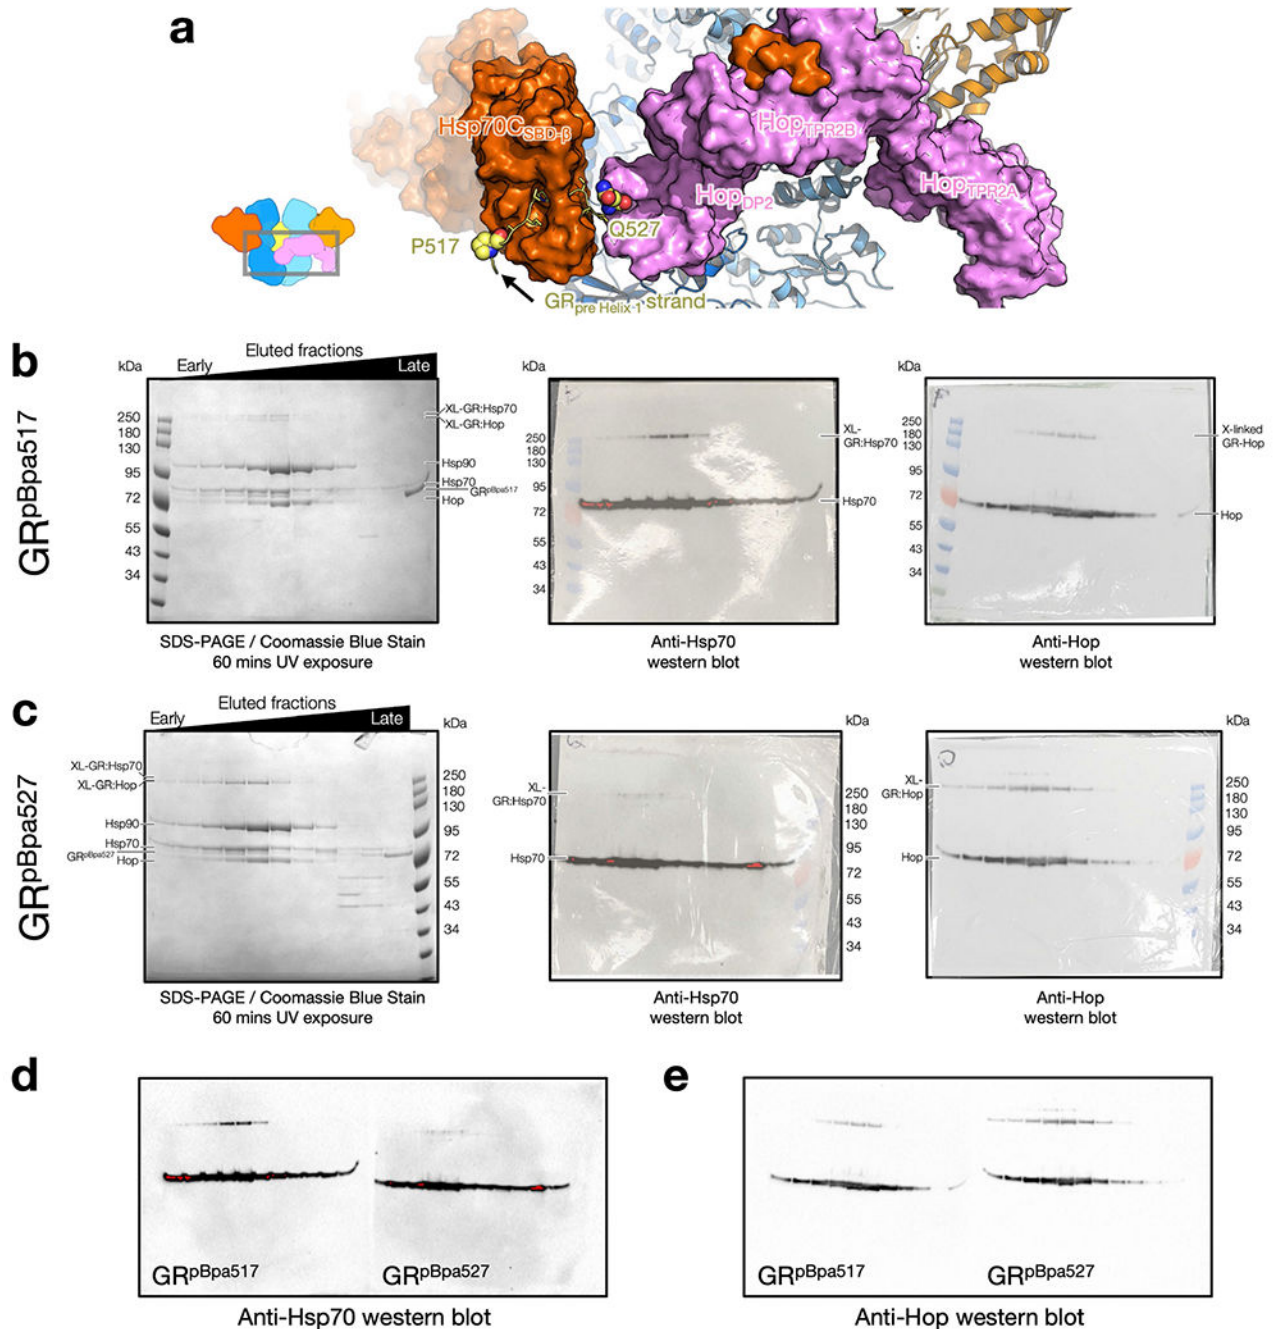 a
Hsp70C SBD-β
Hop TPR2B
Hop TPR2A
Hop DP2
P517
Q527
GR pre Helix 1 strand
b
GR pBpa517
kDa
Eluted fractions
Early
Late
250
180
130
95
72
55
43
34
XL-GR:Hsp70
XL-GR:Hop
Hsp90
Hsp70
GR pBpa517
Hop
SDS-PAGE / Coomassie Blue Stain
60 mins UV exposure
kDa
250
180
130
95
72
55
43
34
XL-
GR:Hsp70
Hsp70
Anti-Hsp70
western blot
kDa
250
180
130
95
72
55
43
34
X-linked
GR-Hop
Hop
Anti-Hop
western blot
c
GR pBpa527
Eluted fractions
Early
Late
kDa
XL-GR:Hsp70
XL-GR:Hop
Hsp90
Hsp70
GR pBpa527
Hop
250
180
130
95
72
55
43
34
SDS-PAGE / Coomassie Blue Stain
60 mins UV exposure
kDa
XL-
GR:Hsp70
Hsp70
250
180
130
95
72
55
43
34
Anti-Hsp70
western blot
kDa
XL-
GR:Hop
Hop
250
180
130
95
72
55
43
34
Anti-Hop
western blot
d
GR pBpa517
GR pBpa527
Anti-Hsp70 western blot
e
GR pBpa517
GR pBpa527
Anti-Hop western blot